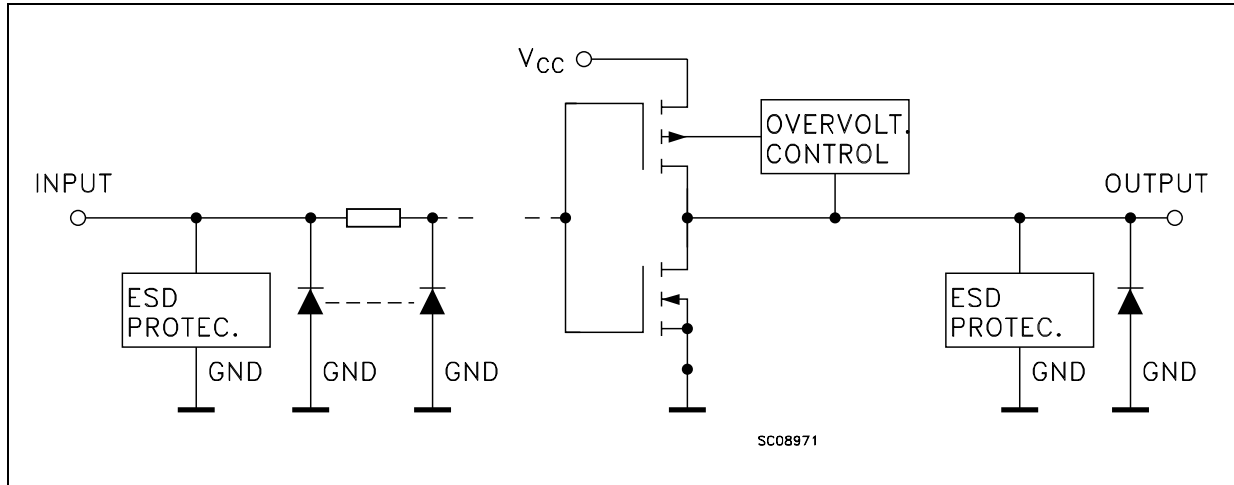 VCC
OVERVOLT.
CONTROL
INPUT
OUTPUT
ESD
PROTEC.
ESD
PROTEC.
GND
GND
GND
GND
GND
SC08971